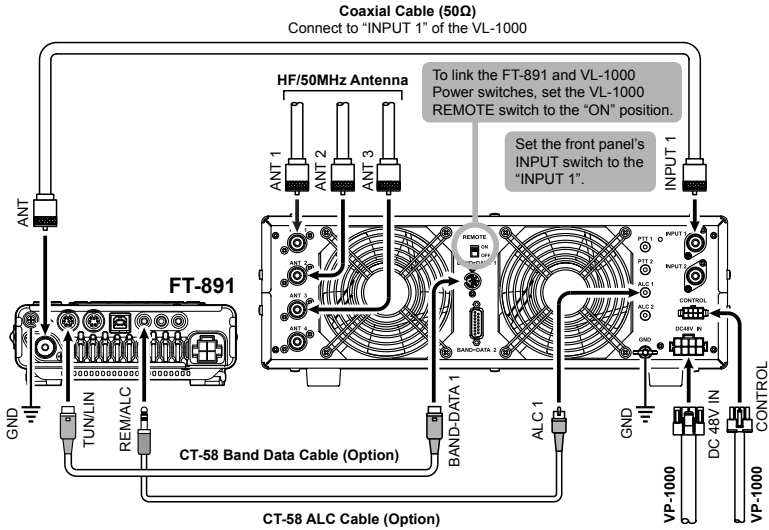 Coaxial Cable (50Ω)
Connect to “INPUT 1” of the VL-1000
HF/50MHz Antenna
To link the FT-891 and VL-1000
Power switches, set the VL-1000
REMOTE switch to the “ON” position.
Set the front panel’s
INPUT switch to the
“INPUT 1”.
ANT
ANT 1
ANT 2
ANT 3
INPUT 1
FT-891
ANT 2
ANT 3
ANT 4
REMOTE
ON
OFF
BAND-DATA 1
BAND-DATA 2
PTT 1
PTT 2
ALC 1
ALC 2
GND
INPUT 1
INPUT 2
CONTROL
DC48V IN
GND
TUN/LIN
REM/ALC
BAND-DATA 1
ALC 1
GND
DC 48V IN
CONTROL
CT-58 Band Data Cable (Option)
CT-58 ALC Cable (Option)
VP-1000
VP-1000